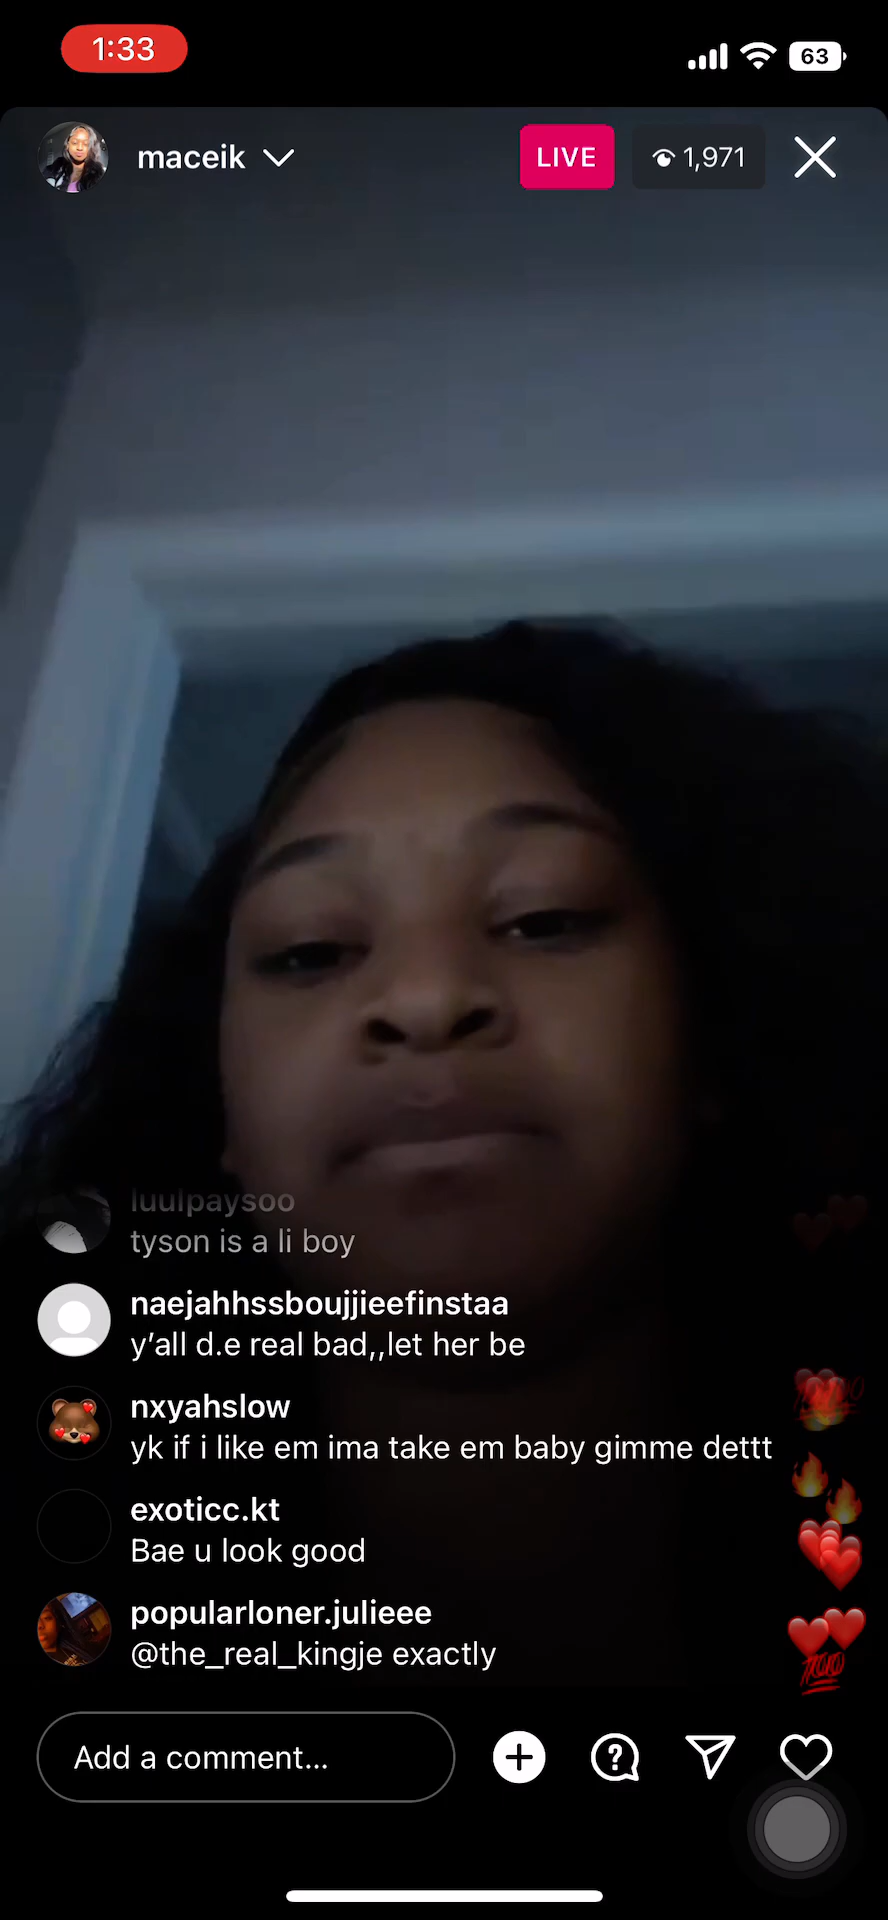 1:33
63
maceik
LIVE
1,971
luulpaysoo
tyson is a li boy
naejahhssboujjieefinstaa
y’all d.e real bad,,let her be
nxyahslow
yk if i like em ima take em baby gimme dettt
exoticc.kt
Bae u look good
popularloner.julieee
@the_real_kingje exactly
Add a comment...